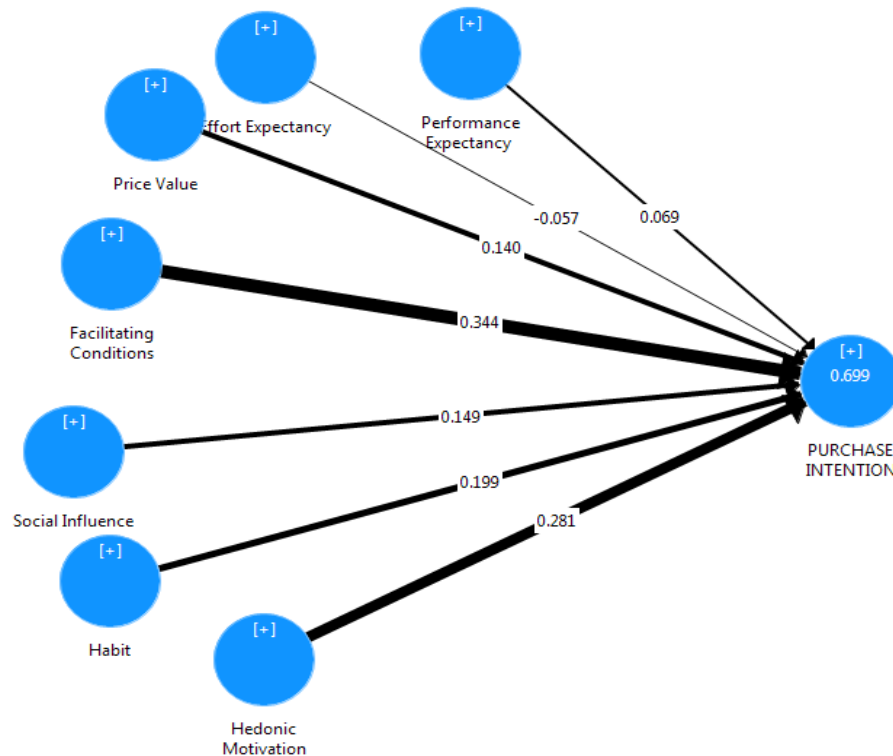 [+]
[+]
[+]
Effort Expectancy
Performance
Expectancy
Price Value
-0.057
0.069
[+]
0.140
Facilitating
Conditions
0.344
[+]
0.699
[+]
0.149
PURCHASE
INTENTION
0.199
Social Influence
0.281
[+]
Habit
[+]
Hedonic
Motivation